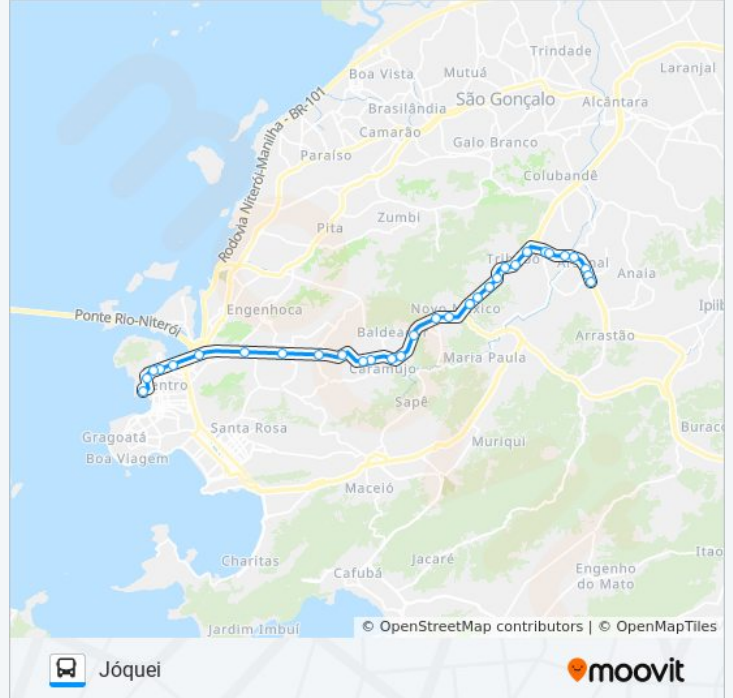 Trindade
Boa Vista
Mutuá
Laranjal
São Gonçalo
Alcântara
Brasilândia
Camarão
Galo Branco
Paraíso
Rodovia Niterói-Manilha - BR-101
Colubandê
Zumbi
Pita
Anaia
Engenhoca
Ponte Rio-Niterói
Arrastão
Maria Paula
Caramujo
Sapê
Gragoatá
Santa Rosa
Boa Viagem
Muriqui
Maceió
Charitas
Jacaré
Cafubá
Engenho
do Mato
Jardim Imbuí
© OpenStreetMap contributors | © OpenMapTiles
Jóquei
moovit